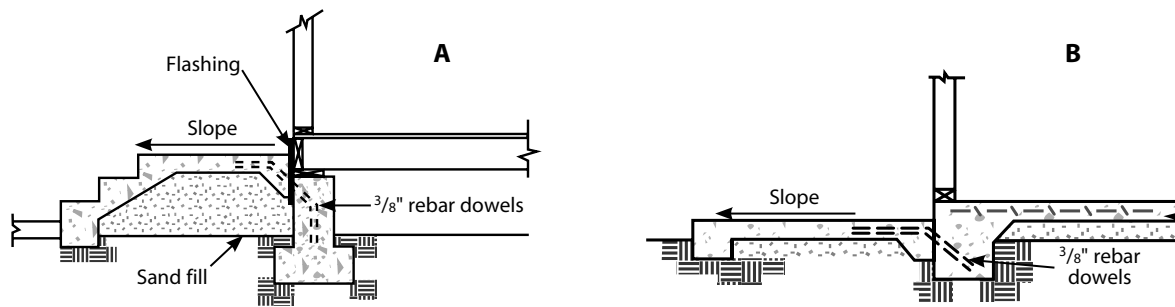 A
Flashing
Slope
3/8" rebar dowels
Sand fill
B
Slope
3/8" rebar
dowels